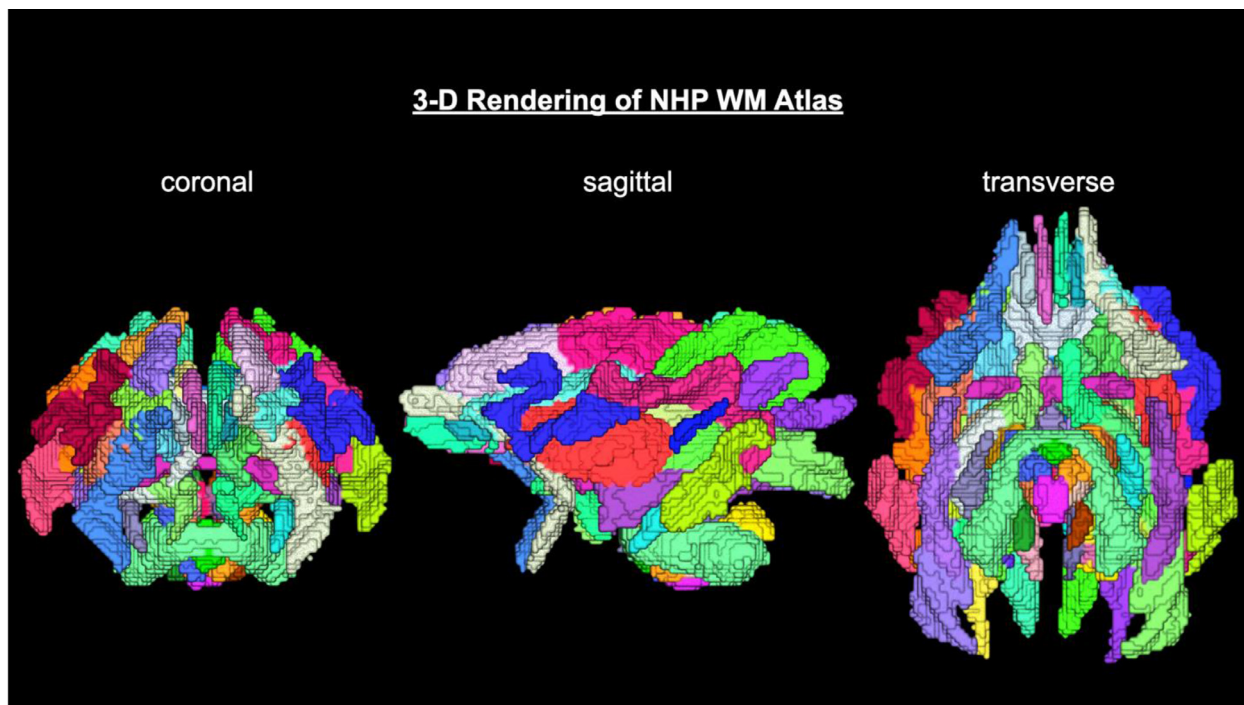 3-D Rendering of NHP WM Atlas
coronal
sagittal
transverse